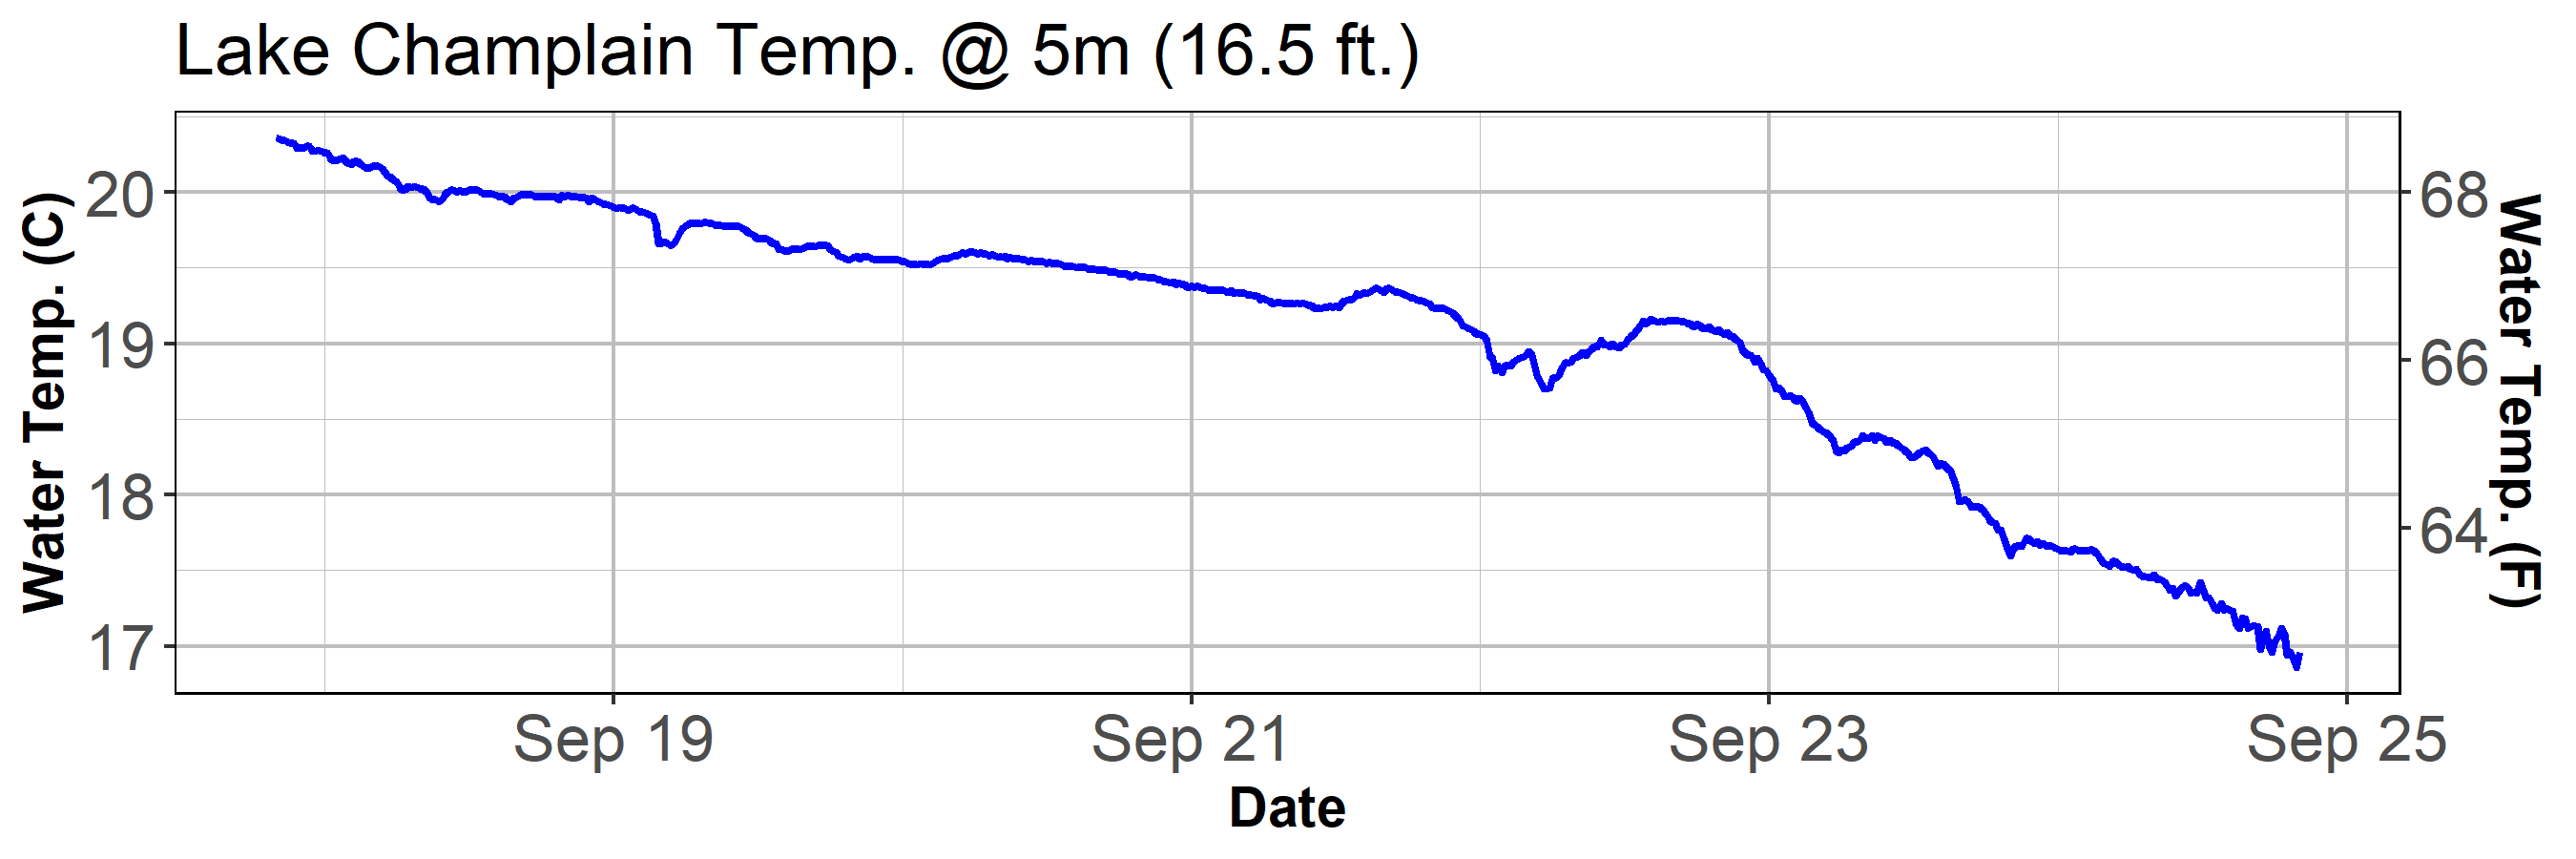 Lake Champlain Temp. @ 5m (16.5 ft.)
Water Temp. (C)
20
19
18
17
68
66
64
Water Temp. (F)
Sep 19
Sep 21
Sep 23
Sep 25
Date